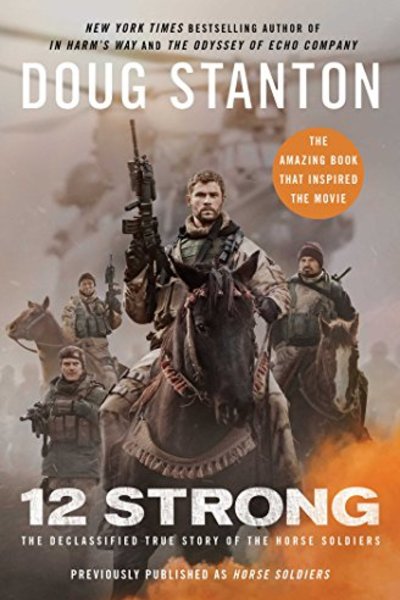 NEW YORK TIMES BESTSELLING AUTHOR OF
IN HARM'S WAY AND THE ODYSSEY OF ECHO COMPANY
DOUG STANTON
THE
AMAZING BOOK
THAT INSPIRED
THE MOVIE
12 STRONG
THE DECLASSIFIED TRUE STORY OF THE HORSE SOLDIERS
PREVIOUSLY PUBLISHED AS HORSE SOLDIERS